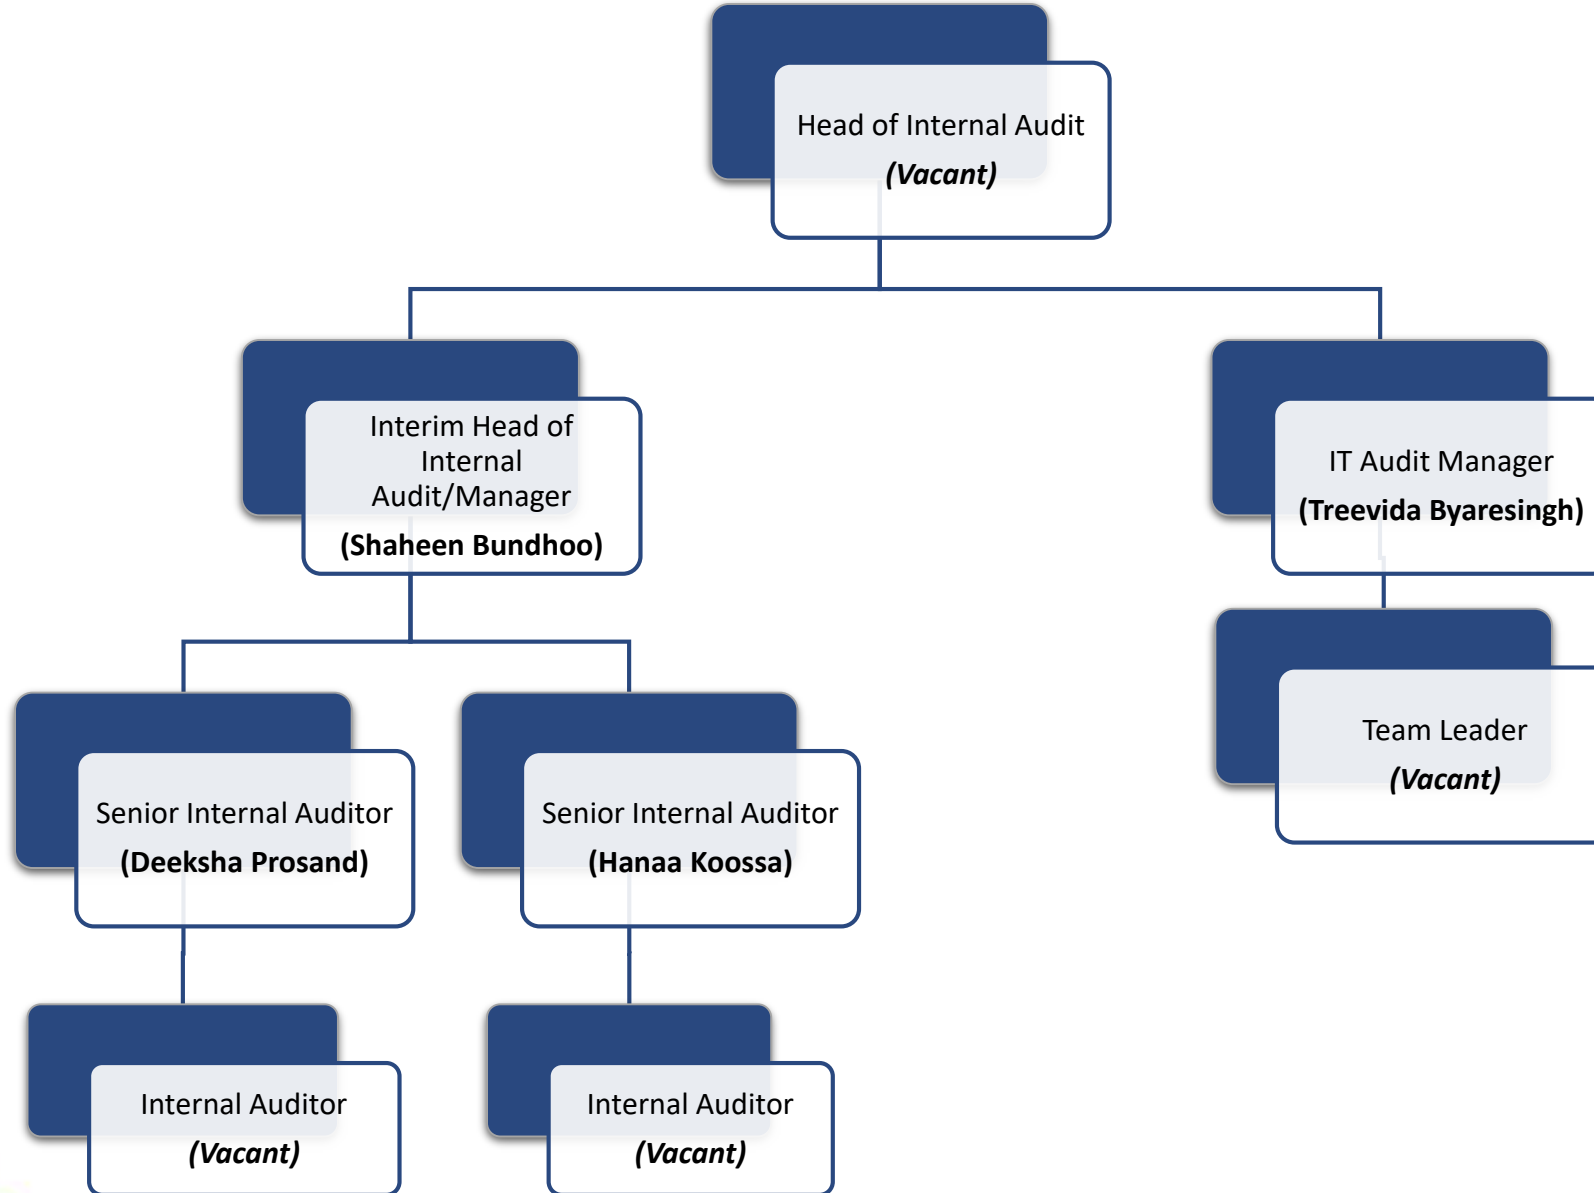 Head of Internal Audit
(Vacant)
Interim Head of
Internal
Audit/Manager
(Shaheen Bundhoo)
IT Audit Manager
(Treevida Byaresingh)
Team Leader
(Vacant)
Senior Internal Auditor
(Deeksha Prosand)
Senior Internal Auditor
(Hanaa Koossa)
Internal Auditor
(Vacant)
Internal Auditor
(Vacant)